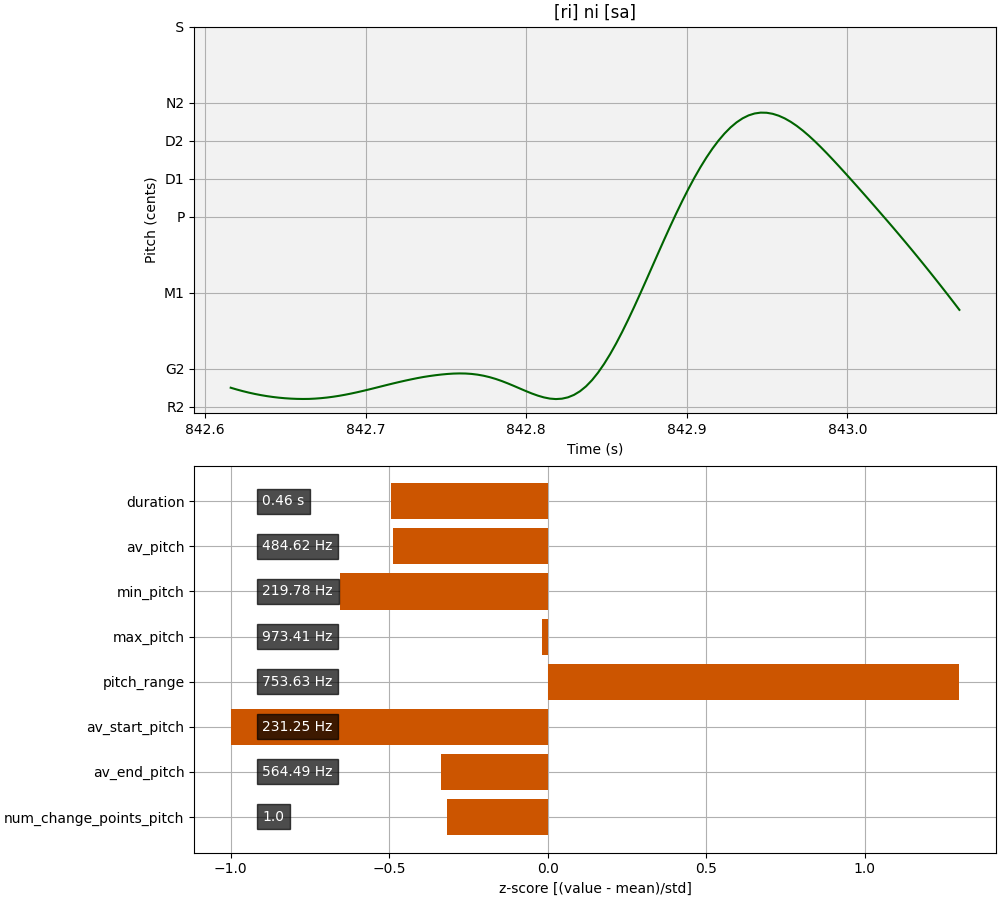 [ri] ni [sa]
S
N2
D2
D1
P
M1
G2
R2
Pitch (cents)
842.6 842.7 842.8 842.9 843.0
Time (s)
duration 0.46 s
av_pitch 484.62 Hz
min_pitch 219.78 Hz
max_pitch 973.41 Hz
pitch_range 753.63 Hz
av_start_pitch 231.25 Hz
av_end_pitch 564.49 Hz
num_change_points_pitch 1.0
−1.0 −0.5 0.0 0.5 1.0
z-score [(value - mean)/std]